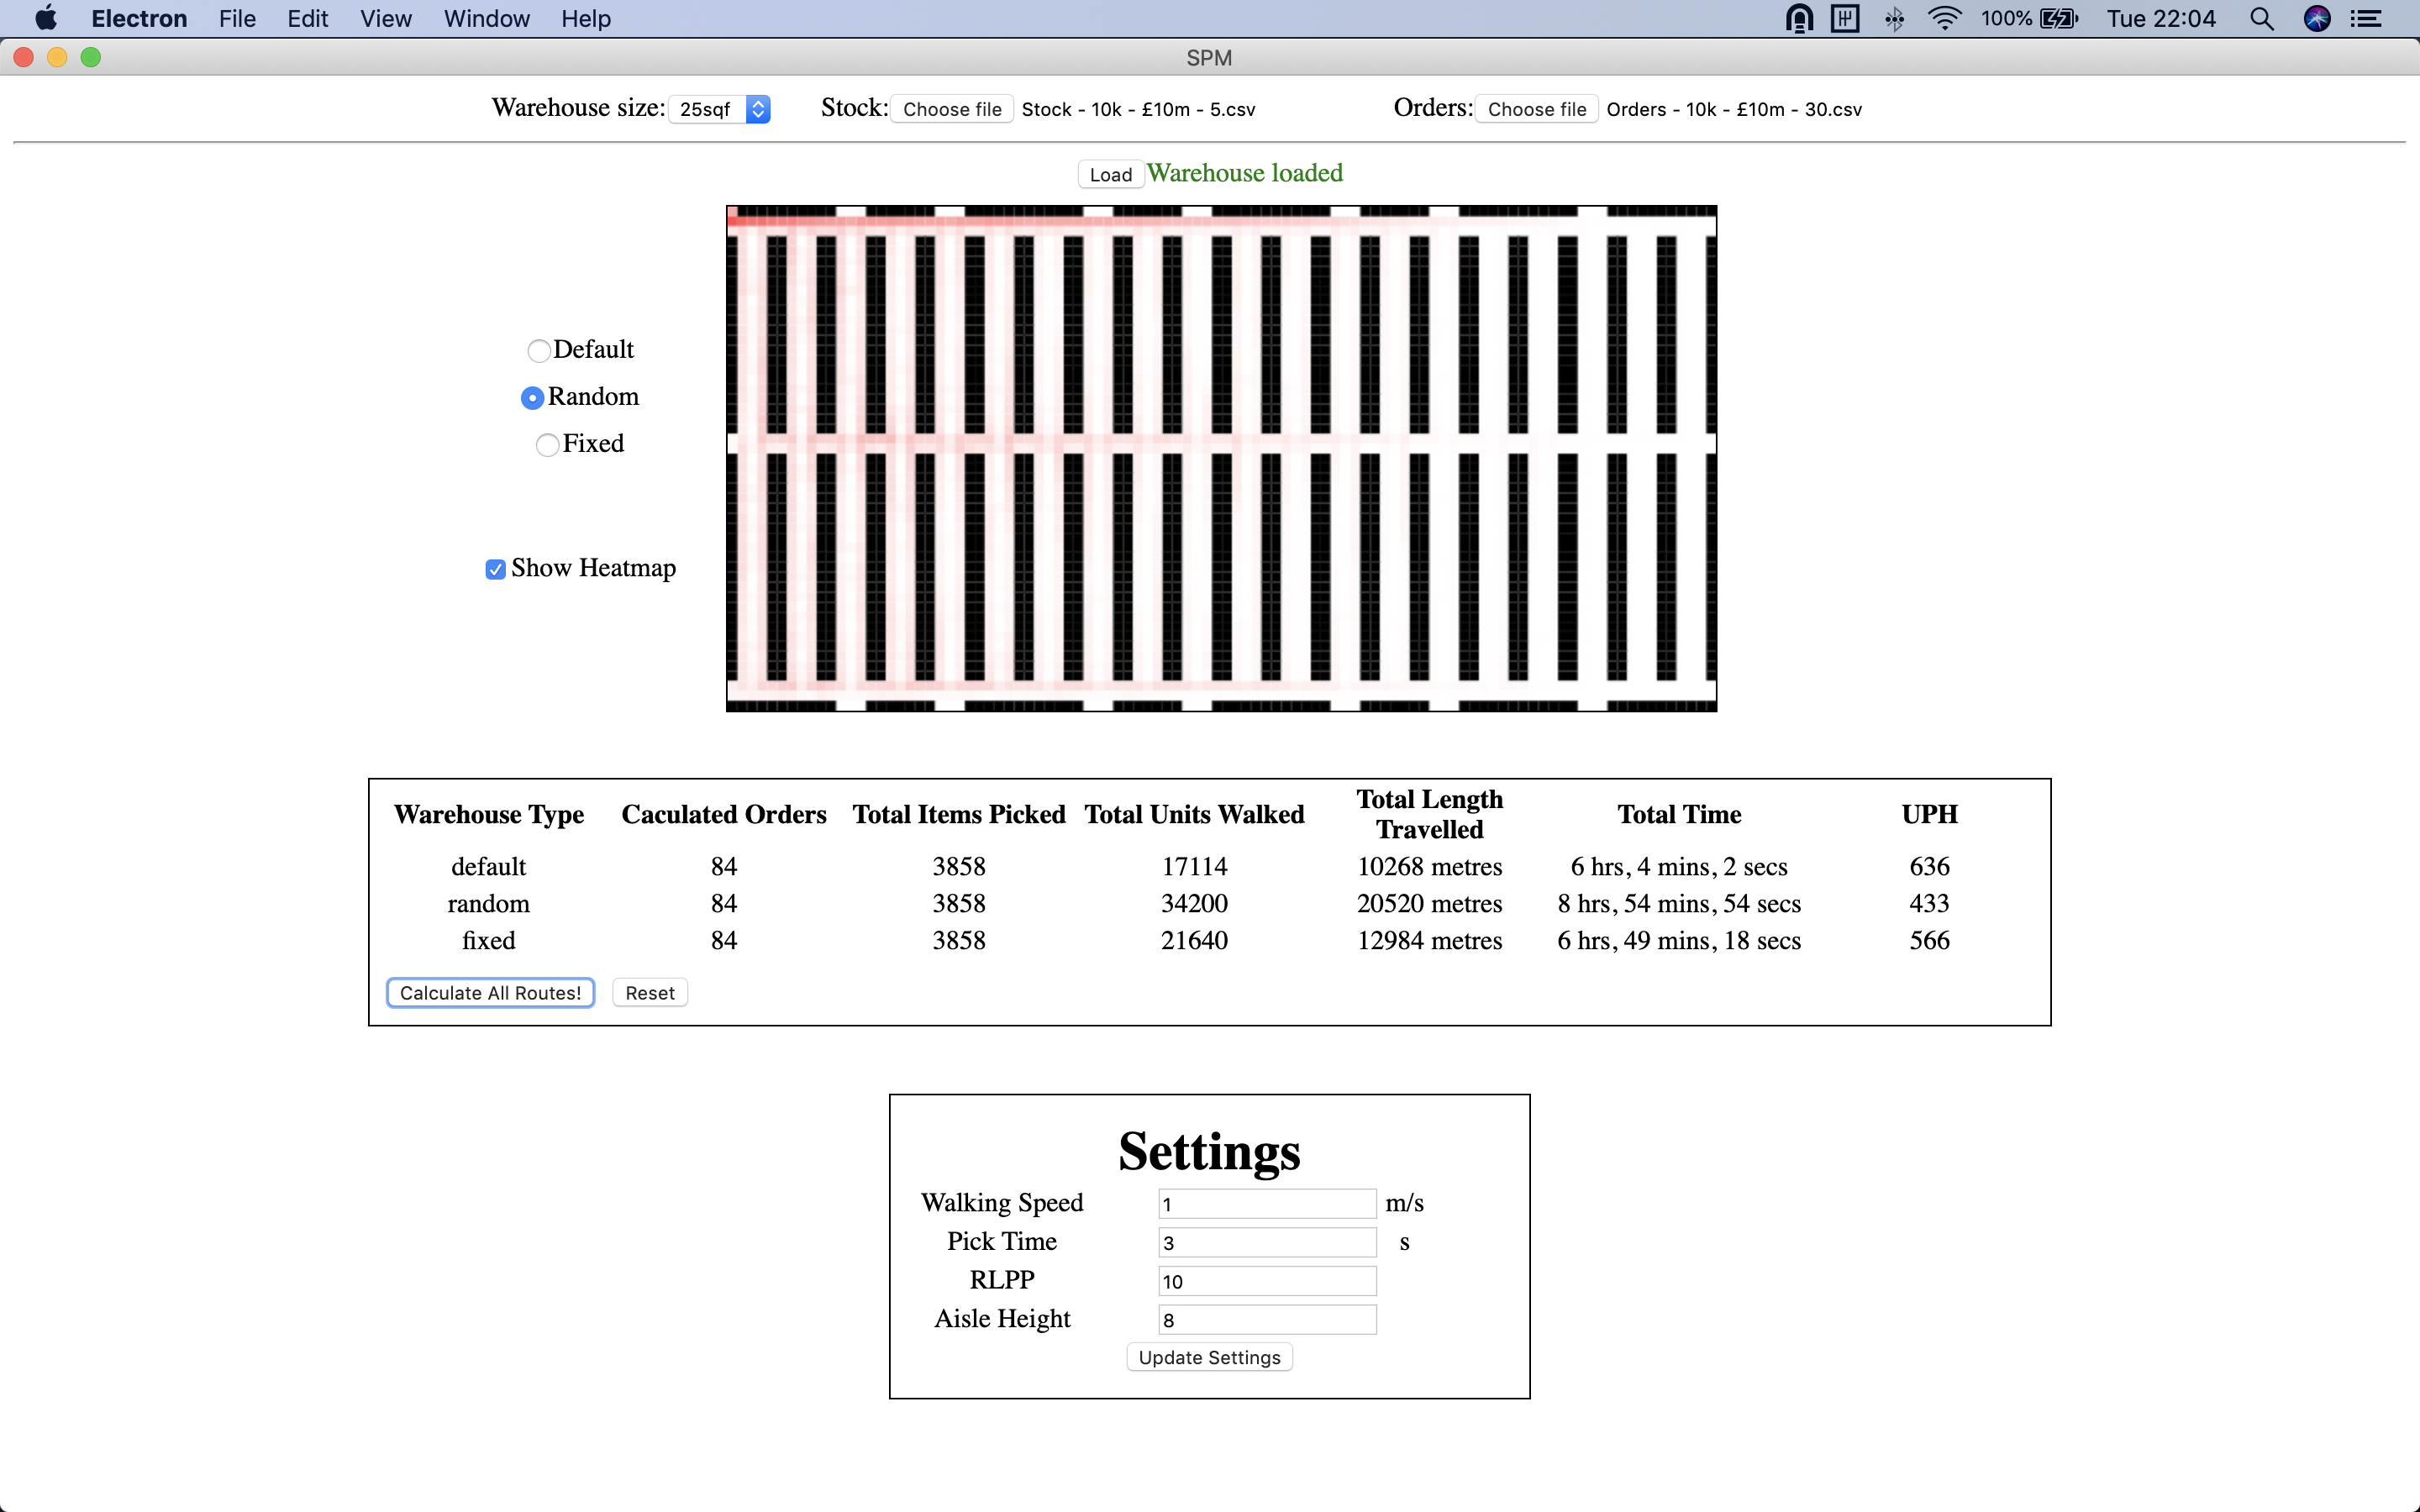 Electron File Edit View Window Help 100% Tue 22:04
SPM
Warehouse size: 25sqf Stock: Choose file Stock - 10k - £10m - 5.csv Orders: Choose file Orders - 10k - £10m - 30.csv
Load Warehouse loaded
Default
Random
Fixed
Show Heatmap
Warehouse Type Caculated Orders Total Items Picked Total Units Walked Total Length Travelled Total Time UPH
default 84 3858 17114 10268 metres 6 hrs, 4 mins, 2 secs 636
random 84 3858 34200 20520 metres 8 hrs, 54 mins, 54 secs 433
fixed 84 3858 21640 12984 metres 6 hrs, 49 mins, 18 secs 566
Calculate All Routes! Reset
Settings
Walking Speed 1 m/s
Pick Time 3 s
RLPP 10
Aisle Height 8
Update Settings